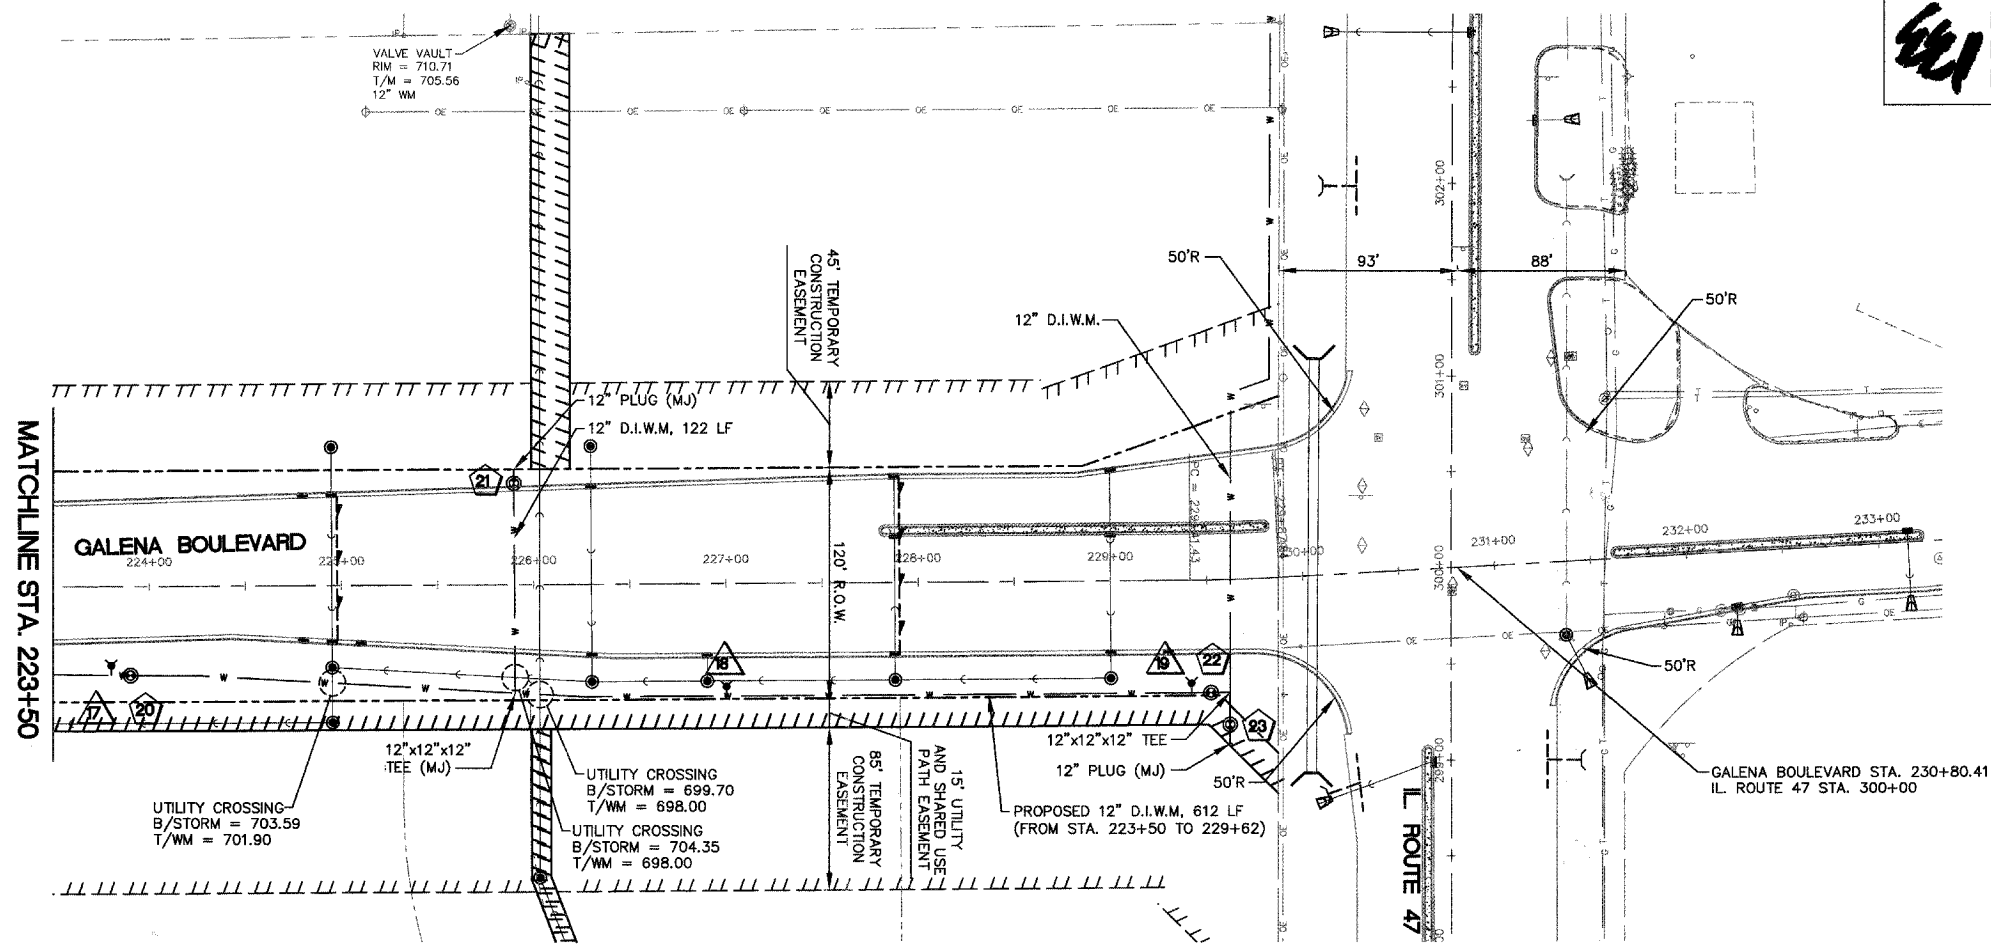 133
VALVE VAULT
RIM = 710.71
T/M = 705.56
12" WM
45' TEMPORARY
CONSTRUCTION
EASEMENT
50'R
93'
88'
50'R
12" D.I.W.M.
302+00
301+00
12" PLUG (MJ)
12" D.I.W.M, 122 LF
21
MATCHLINE STA. 223+50
GALENA BOULEVARD
224+00
225+00
226+00
227+00
228+00
229+00
230+00
231+00
232+00
233+00
300+00
120' R.O.W.
17
20
18
19
22
23
50'R
12"x12"x12"
TEE (MJ)
UTILITY CROSSING
B/STORM = 703.59
T/WM = 701.90
UTILITY CROSSING
B/STORM = 699.70
T/WM = 698.00
UTILITY CROSSING
B/STORM = 704.35
T/WM = 698.00
85' TEMPORARY
CONSTRUCTION
EASEMENT
15' UTILITY
AND SHARED USE
PATH EASEMENT
12"x12"x12" TEE
12" PLUG (MJ)
50'R
PROPOSED 12" D.I.W.M, 612 LF
(FROM STA. 223+50 TO 229+62)
299+00
IL ROUTE 47
GALENA BOULEVARD STA. 230+80.41
IL. ROUTE 47 STA. 300+00